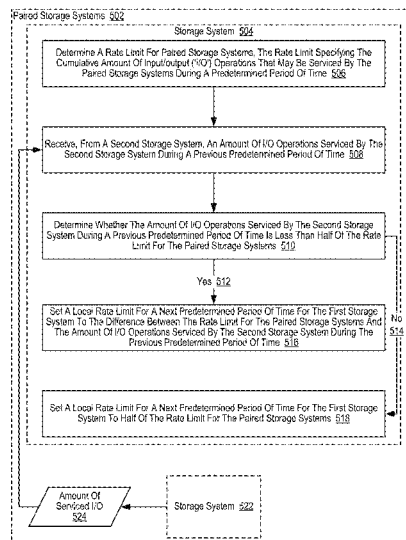 Paired Storage Systems 502
Storage System 504
Determine A Rate Limit For Paired Storage Systems, The Rate Limit Specifying The
Cumulative Amount Of Input/output ('I/O') Operations That May Be Serviced By The
Paired Storage Systems During A Predetermined Period Of Time 506
Receive, From A Second Storage System, An Amount Of I/O Operations Serviced By The
Second Storage System During A Previous Predetermined Period Of Time 508
Determine Whether The Amount Of I/O Operations Serviced By The Second Storage
System During A Previous Predetermined Period Of Time Is Less Than Half Of The Rate
Limit For The Paired Storage Systems 510
Yes 512
No
514
Set A Local Rate Limit For A Next Predetermined Period Of Time For The First Storage
System To The Difference Between The Rate Limit For The Paired Storage Systems And
The Amount Of I/O Operations Serviced By The Second Storage System During The
Previous Predetermined Period Of Time 516
Set A Local Rate Limit For A Next Predetermined Period Of Time For The First Storage
System To Half Of The Rate Limit For The Paired Storage Systems 518
Amount Of
Serviced I/O
524
Storage System 522